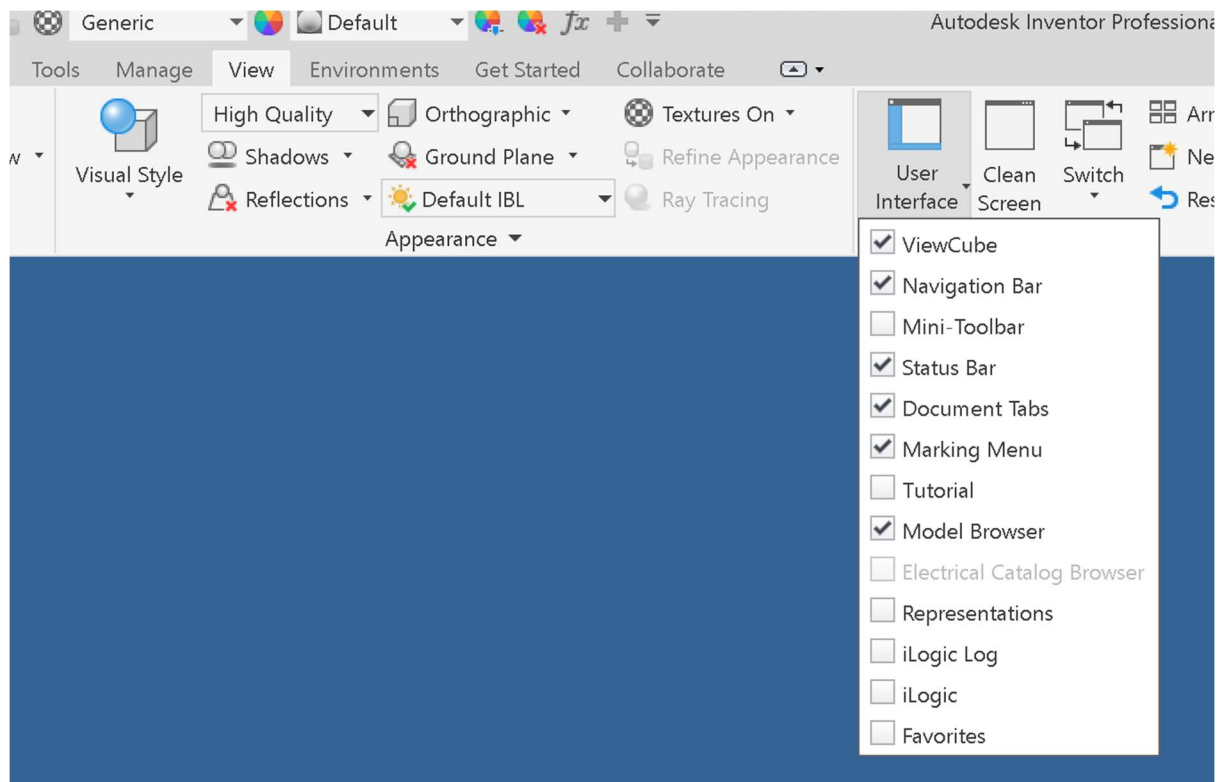 Generic Default fx Autodesk Inventor
Tools Manage View Environments Get Started Collaborate
High Quality Orthographic Textures On
Shadows Ground Plane Refine Appearance
Visual Style
Reflections Default IBL Ray Tracing
User Interface Clean Screen Switch
Appearance
ViewCube
Navigation Bar
Mini-Toolbar
Status Bar
Document Tabs
Marking Menu
Tutorial
Model Browser
Electrical Catalog Browser
Representations
iLogic Log
iLogic
Favorites